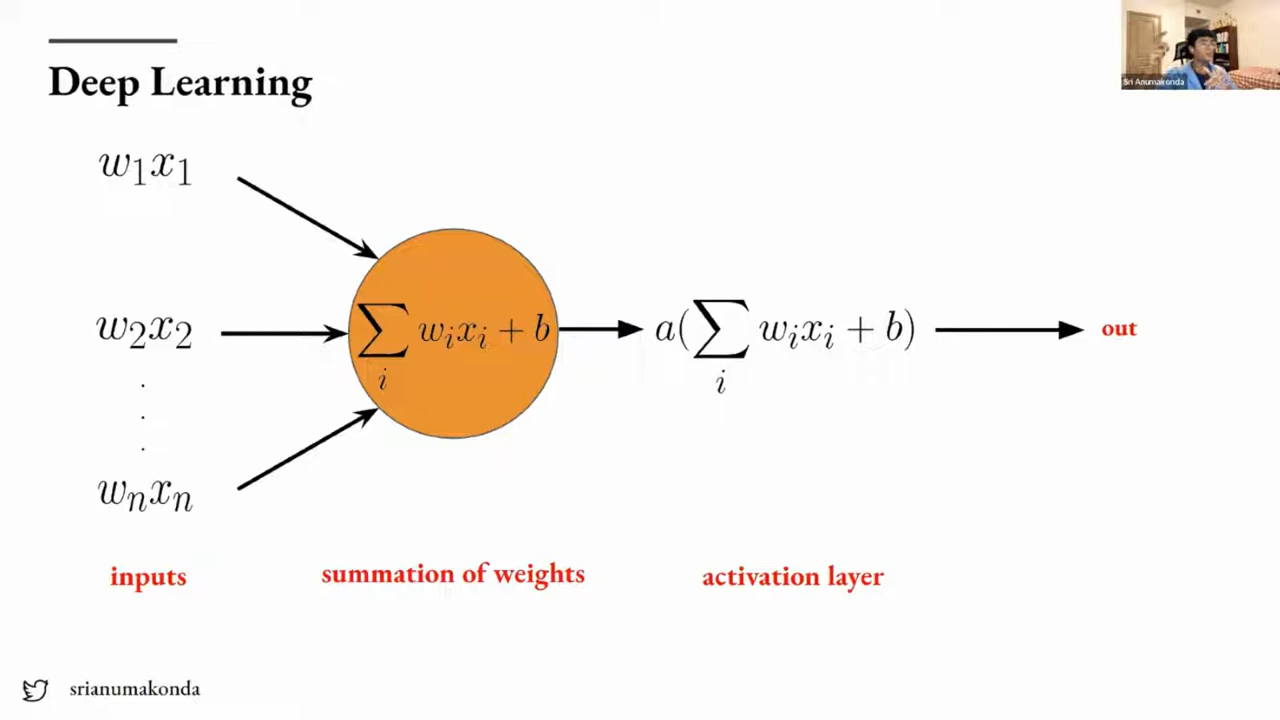 Deep Learning
Sri Anumakonda
w₁x₁
w₂x₂
.
.
.
wₙxₙ
∑ᵢ wᵢxᵢ + b
a(∑ᵢ wᵢxᵢ + b)
out
inputs
summation of weights
activation layer
srianumakonda